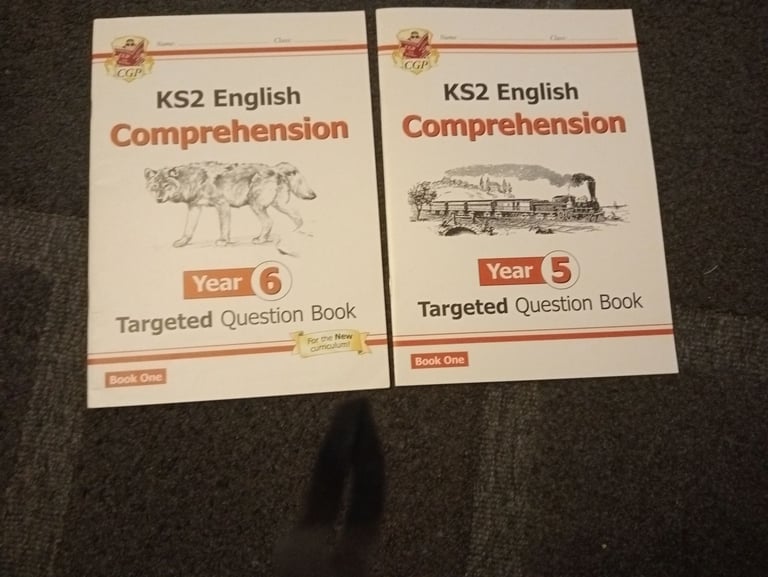 Name:
Class:
CGP
KS2 English
Comprehension
Year 6
Targeted Question Book
For the New
curriculum!
Book One
Name:
Class:
CGP
KS2 English
Comprehension
Year 5
Targeted Question Book
Book One